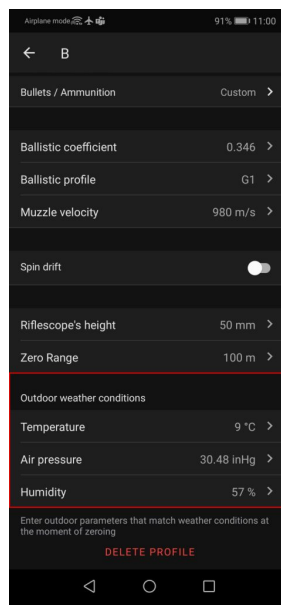 Airplane mode 91% 11:00
B
Bullets / Ammunition Custom
Ballistic coefficient 0.346
Ballistic profile G1
Muzzle velocity 980 m/s
Spin drift
Riflescope's height 50 mm
Zero Range 100 m
Outdoor weather conditions
Temperature 9 °C
Air pressure 30.48 inHg
Humidity 57 %
Enter outdoor parameters that match weather conditions at
the moment of zeroing
DELETE PROFILE